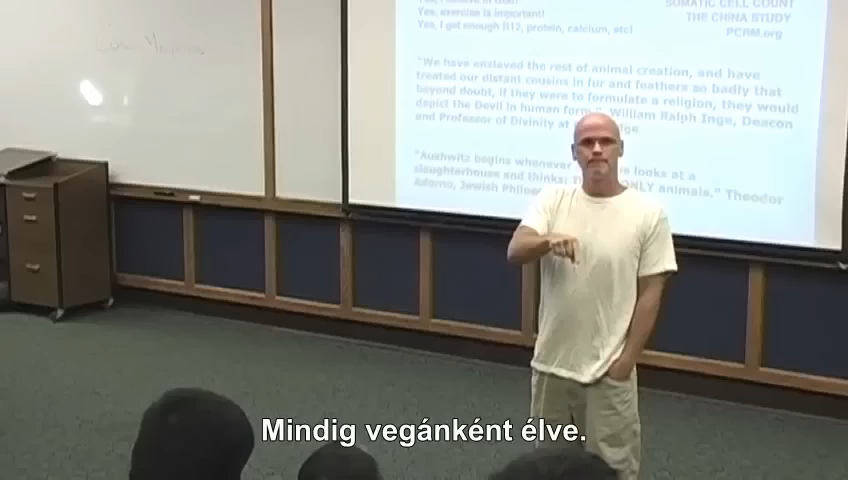 Yes, exercise is important!
Yes, I get enough B12, protein, calcium, etc!
SOMATIC CELL COUNT
THE CHINA STUDY
PCRM.org
"We have enslaved the rest of animal creation, and have
treated our distant cousins in fur and feathers so badly that
beyond doubt, if they were to formulate a religion, they would
depict the Devil in human form." William Ralph Inge, Deacon
and Professor of Divinity at
"Aushwitz begins whenever looks at a
slaughterhouse and thinks: ONLY animals." Theodor
Adorno, Jewish
Mindig vegánként élve.